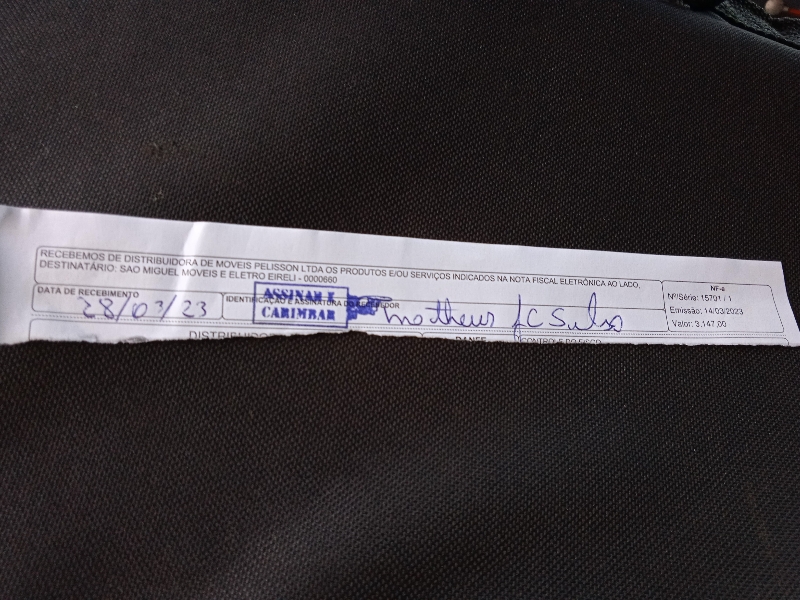 RECEBEMOS DE DISTRIBUIDORA DE MOVEIS PELISSON LTDA OS PRODUTOS E/OU SERVIÇOS INDICADOS NA NOTA FISCAL ELETRÔNICA AO LADO,
DESTINATÁRIO: SAO MIGUEL MOVEIS E ELETRO EIRELI - 0000660
NF-e
Nº/Série: 15701 / 1
Emissão: 14/03/2023
Valor: 3.147,00
DATA DE RECEBIMENTO
28/03/23
IDENTIFICAÇÃO E ASSINATURA DO RECEBEDOR
ASSINAR E
CARIMBAR
Matheus
DANFE
CONTROLE DO FISCO